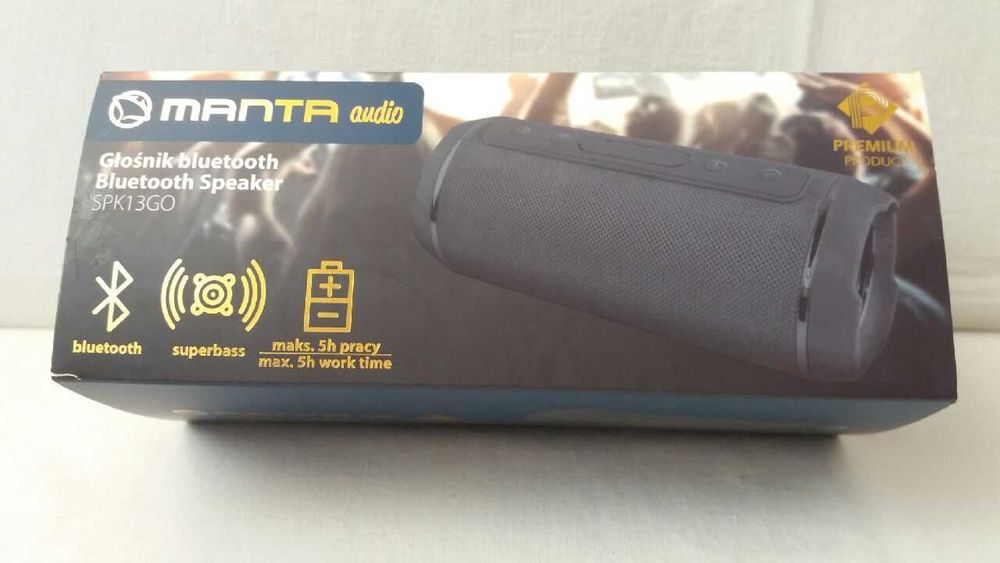 MANTA audio
Głośnik bluetooth
Bluetooth Speaker
SPK13GO
PREMIUM
PRODUCT
bluetooth
superbass
maks. 5h pracy
max. 5h work time